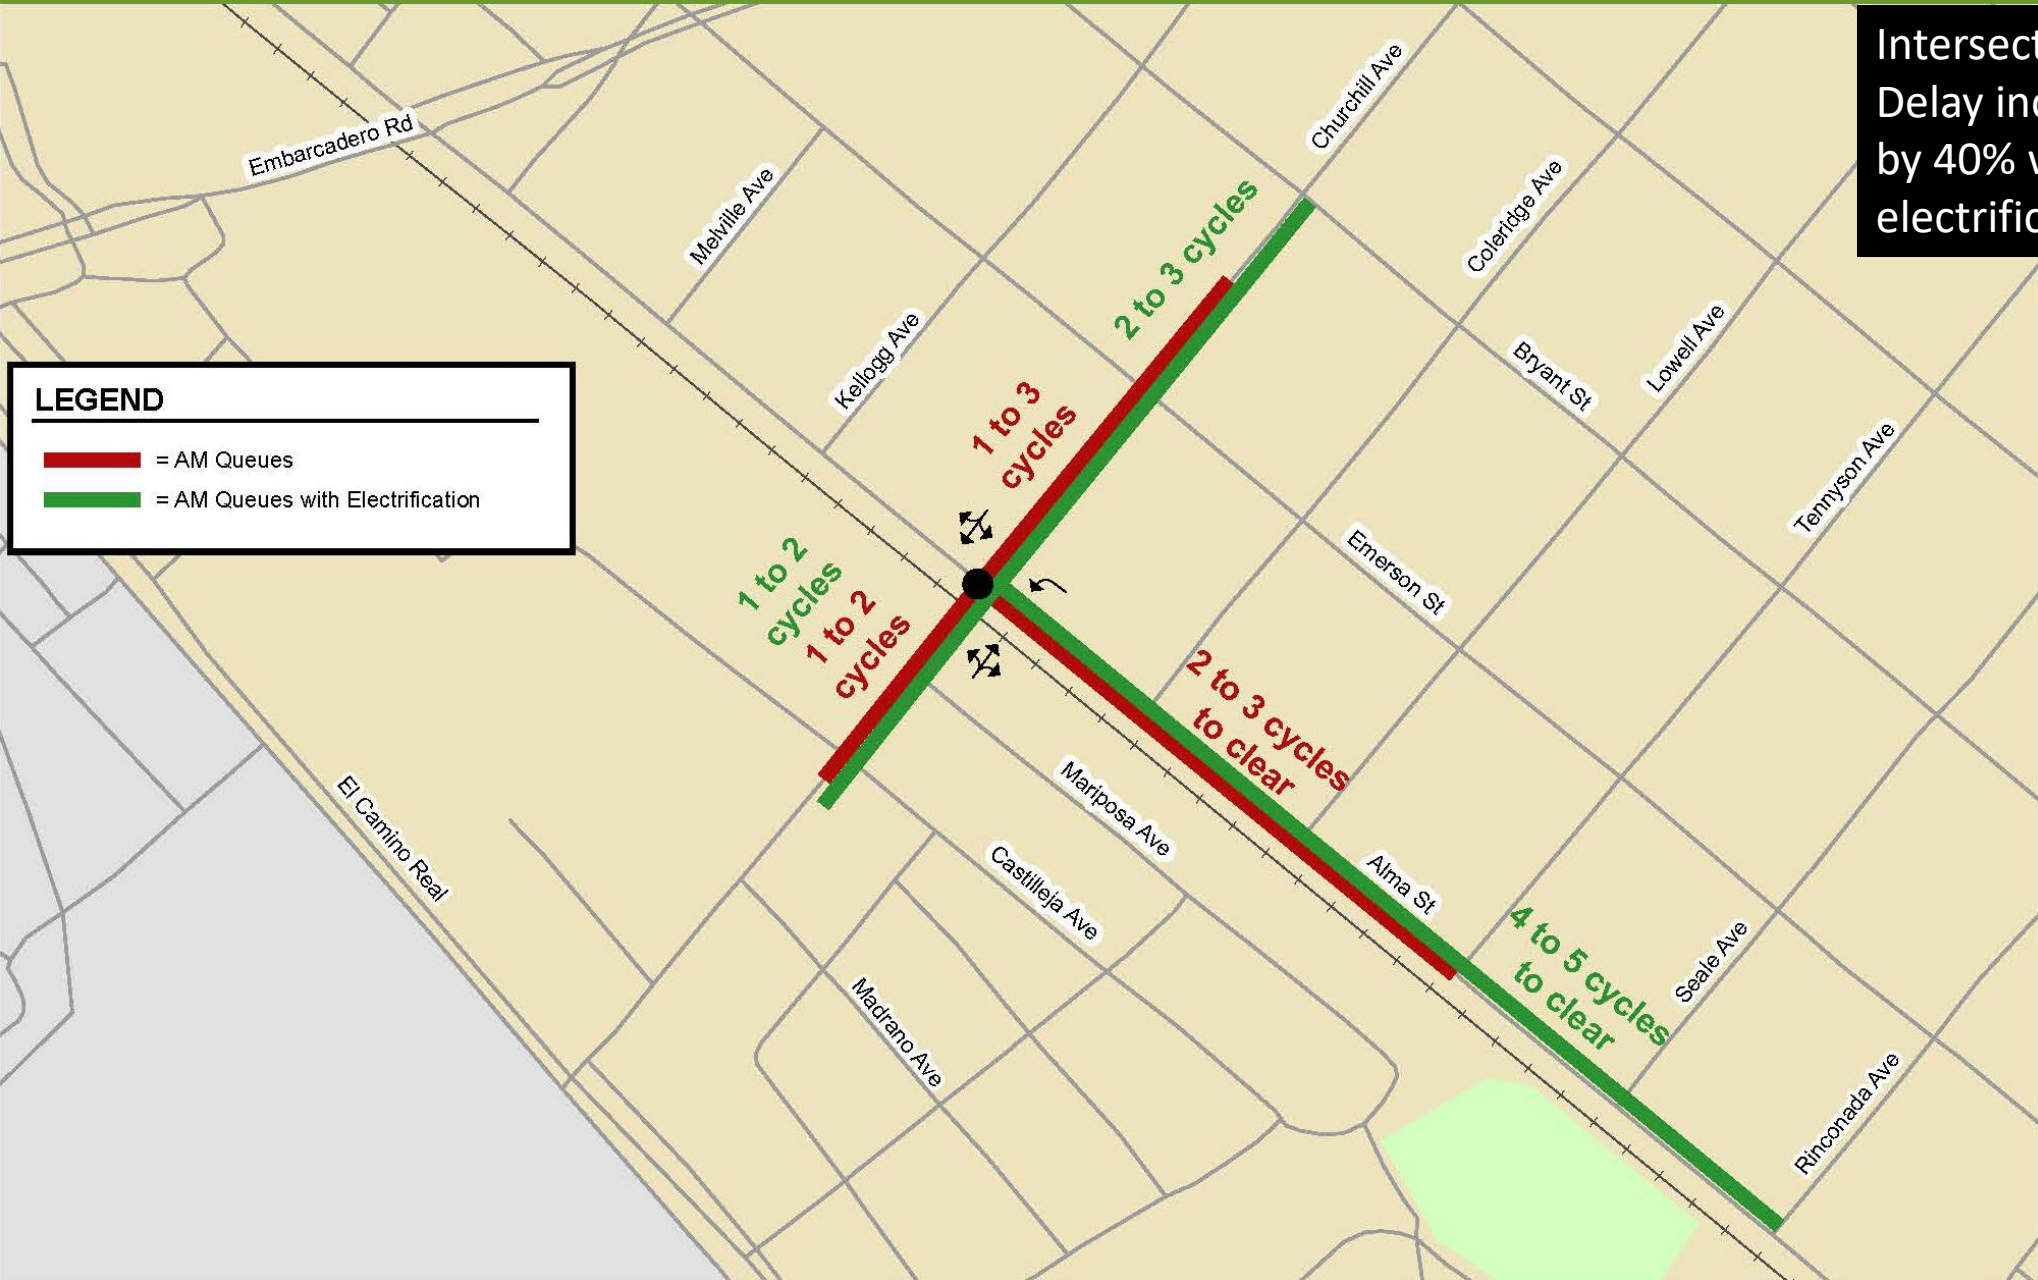 Intersect
Delay inc
by 40% w
electrific
Churchill Ave
Embarcadero Rd
Coleridge Ave
Melville Ave
2 to 3 cycles
Kellogg Ave
Lowell Ave
Bryant St
LEGEND
= AM Queues
= AM Queues with Electrification
1 to 3
cycles
Tennyson Ave
Emerson St
1 to 2
cycles
1 to 2
cycles
2 to 3 cycles
to clear
Mariposa Ave
El Camino Real
Castilleja Ave
Alma St
4 to 5 cycles
to clear
Seale Ave
Madrano Ave
Rinconada Ave